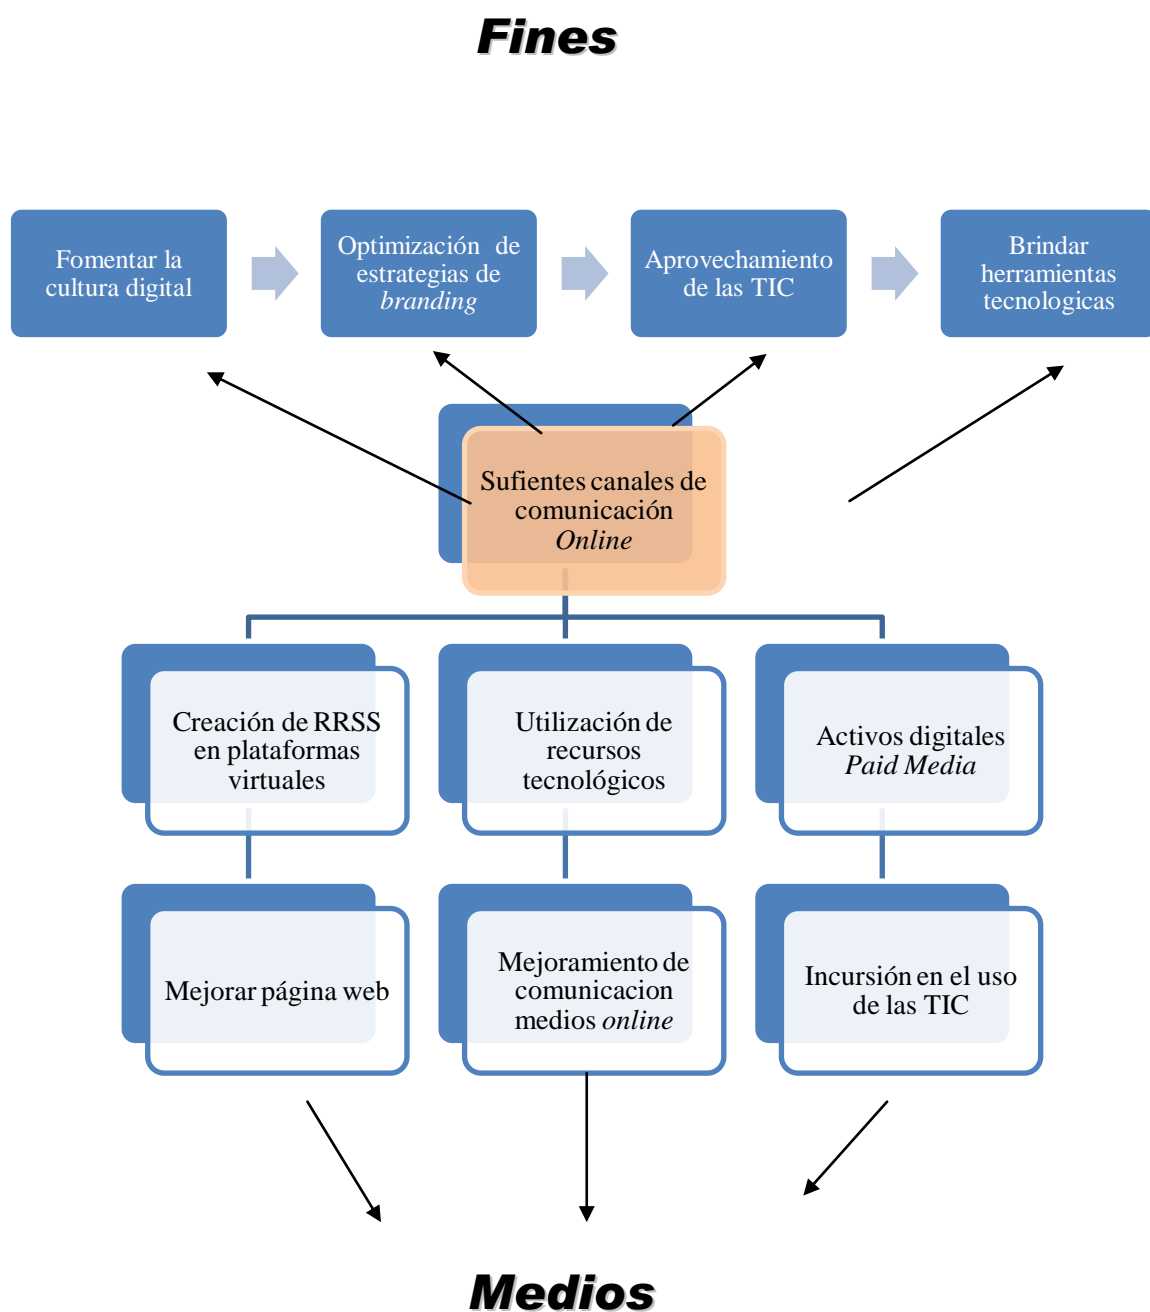 Fines
Fomentar la
cultura digital
Optimización de
estrategias de
branding
Aprovechamiento
de las TIC
Brindar
herramientas
tecnologicas
Sufientes canales de
comunicación
Online
Creación de RRSS
en plataformas
virtuales
Utilización de
recursos
tecnológicos
Activos digitales
Paid Media
Mejorar página web
Mejoramiento de
comunicacion
medios online
Incursión en el uso
de las TIC
Medios